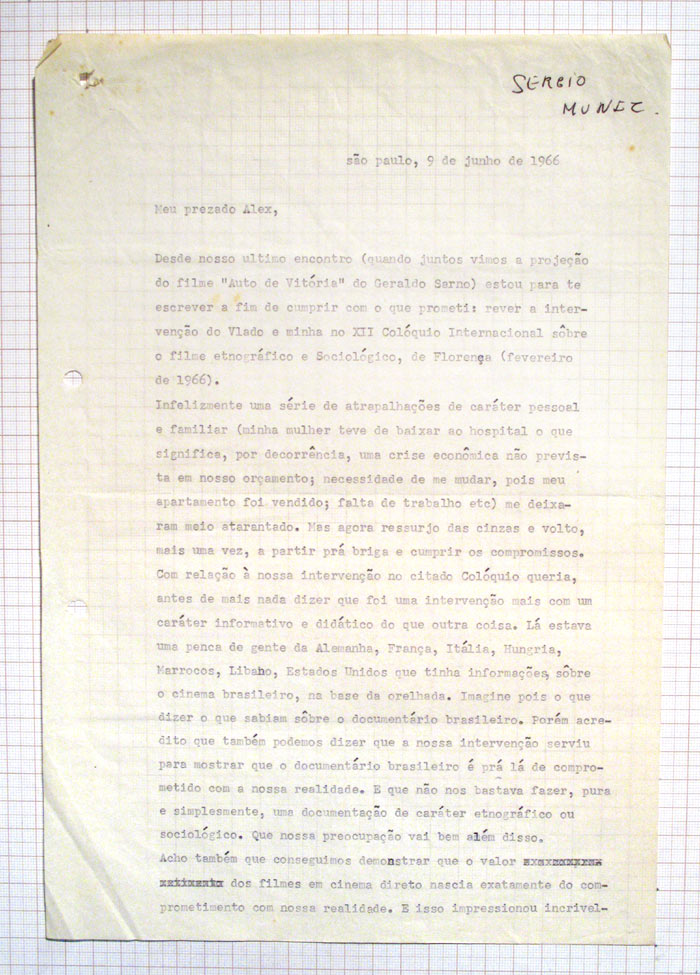 SERGIO
MUNIZ.
são paulo, 9 de junho de 1966
Meu prezado Alex,
Desde nosso ultimo encontro (quando juntos vimos a projeção
do filme "Auto de Vitória" do Geraldo Sarno) estou para te
escrever a fim de cumprir com o que prometi: rever a inter-
venção do Vlado e minha no XII Colóquio Internacional sôbre
o filme etnográfico e Sociológico, de Florença (fevereiro
de 1966).
Infelizmente uma série de atrapalhações de caráter pessoal
e familiar (minha mulher teve de baixar ao hospital o que
significa, por decorrência, uma crise econômica não previs-
ta em nosso orçamento; necessidade de me mudar, pois meu
apartamento foi vendido; falta de trabalho etc) me deixa-
ram meio atarantado. Mas agora ressurjo das cinzas e volto,
mais uma vez, a partir prá briga e cumprir os compromissos.
Com relação à nossa intervenção no citado Colóquio queria,
antes de mais nada dizer que foi uma intervenção mais com um
caráter informativo e didático do que outra coisa. Lá estava
uma penca de gente da Alemanha, França, Itália, Hungria,
Marrocos, Libano, Estados Unidos que tinha informações, sôbre
o cinema brasileiro, na base da orelhada. Imagine pois o que
dizer o que sabiam sôbre o documentário brasileiro. Porém acre-
dito que também podemos dizer que a nossa intervenção serviu
para mostrar que o documentário brasileiro é prá lá de compro-
metido com a nossa realidade. E que não nos bastava fazer, pura
e simplesmente, uma documentação de caráter etnográfico ou
sociológico. Que nossa preocupação vai bem além disso.
Acho também que conseguimos demonstrar que o valor
dos filmes em cinema direto nascia exatamente do com-
prometimento com nossa realidade. E isso impressionou incrivel-